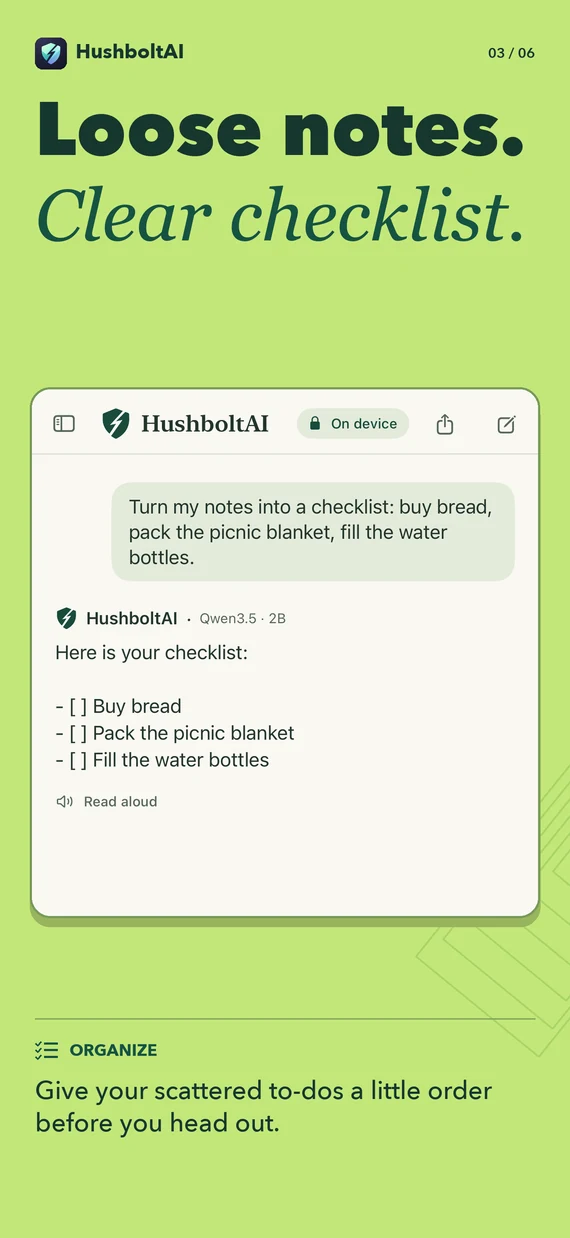 HushboltAI
03 / 06
Loose notes.
Clear checklist.
HushboltAI
On device
Turn my notes into a checklist: buy bread,
pack the picnic blanket, fill the water
bottles.
HushboltAI · Qwen3.5 · 2B
Here is your checklist:
- [ ] Buy bread
- [ ] Pack the picnic blanket
- [ ] Fill the water bottles
Read aloud
ORGANIZE
Give your scattered to-dos a little order
before you head out.